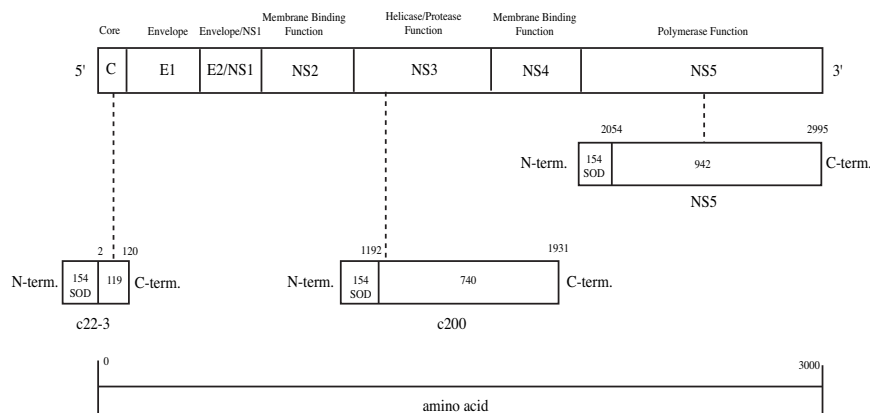 Core
Envelope
Envelope/NS1
Membrane Binding
Function
Helicase/Protease
Function
Membrane Binding
Function
Polymerase Function
5'
C
E1
E2/NS1
NS2
NS3
NS4
NS5
3'
2054
2995
N-term.
154
SOD
942
C-term.
NS5
2
120
1192
1931
N-term.
154
SOD
119
C-term.
N-term.
154
SOD
740
C-term.
c22-3
c200
0
3000
amino acid